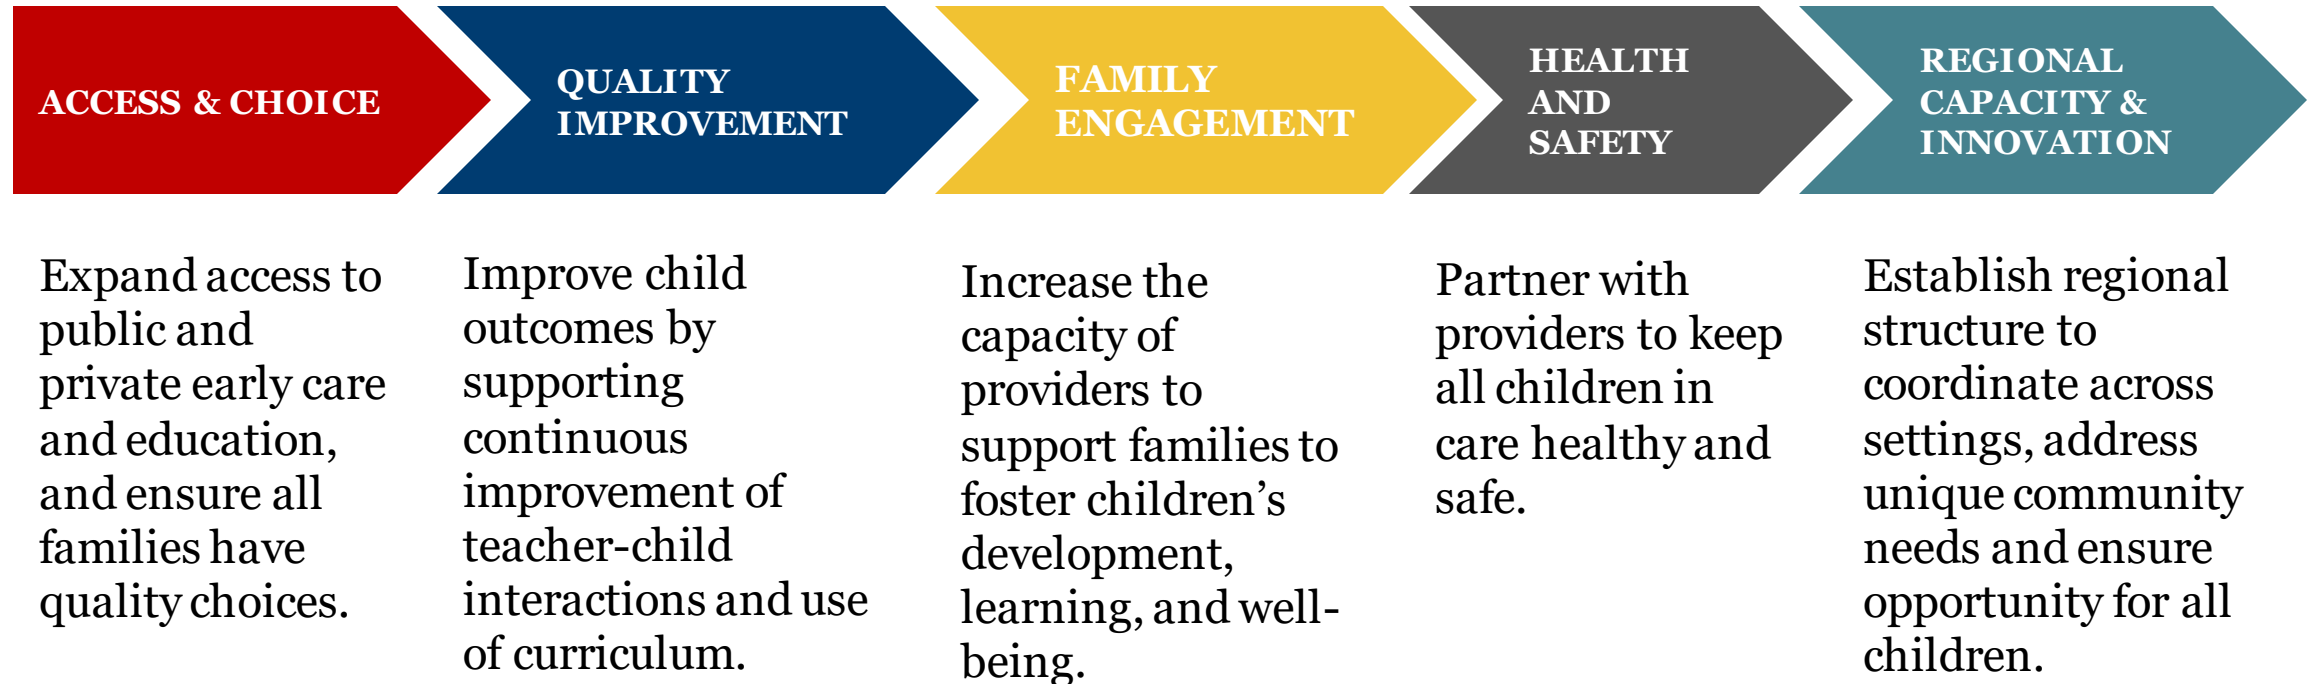 ACCESS & CHOICE
QUALITY
IMPROVEMENT
FAMILY
ENGAGEMENT
HEALTH
AND
SAFETY
REGIONAL
CAPACITY &
INNOVATION
Expand access to
public and
private early care
and education,
and ensure all
families have
quality choices.
Improve child
outcomes by
supporting
continuous
improvement of
teacher-child
interactions and use
of curriculum.
Increase the
capacity of
providers to
support families to
foster children’s
development,
learning, and well-
being.
Partner with
providers to keep
all children in
care healthy and
safe.
Establish regional
structure to
coordinate across
settings, address
unique community
needs and ensure
opportunity for all
children.